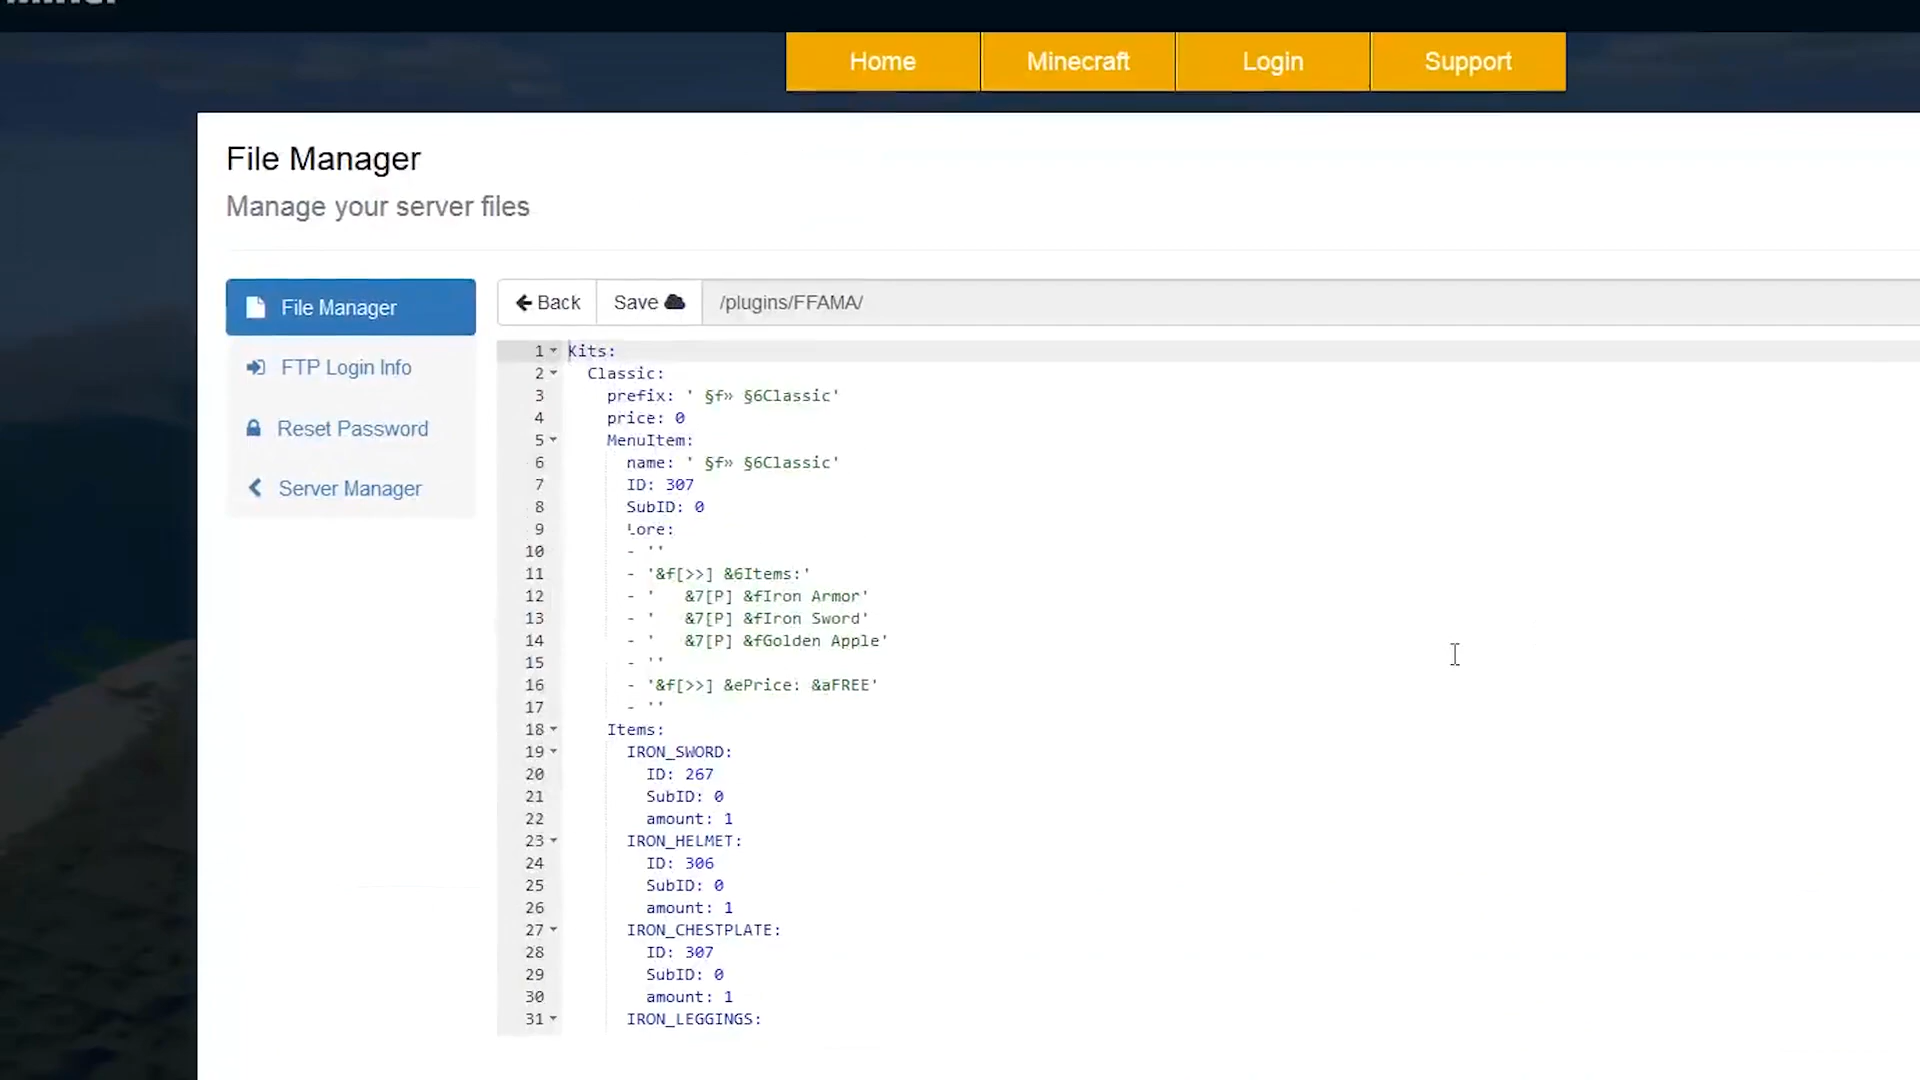 Home Minecraft Login Support
File Manager
Manage your server files
File Manager
FTP Login Info
Reset Password
Server Manager
Back Save /plugins/FFAMA/
1 Kits:
2 Classic:
3 prefix: ' §f» §6Classic'
4 price: 0
5 MenuItem:
6 name: ' §f» §6Classic'
7 ID: 307
8 SubID: 0
9 Lore:
10 - ''
11 - '&f[>>] &6Items:'
12 - '   &7[P] &fIron Armor'
13 - '   &7[P] &fIron Sword'
14 - '   &7[P] &fGolden Apple'
15 - ''
16 - '&f[>>] &ePrice: &aFREE'
17 - ''
18 Items:
19 IRON_SWORD:
20 ID: 267
21 SubID: 0
22 amount: 1
23 IRON_HELMET:
24 ID: 306
25 SubID: 0
26 amount: 1
27 IRON_CHESTPLATE:
28 ID: 307
29 SubID: 0
30 amount: 1
31 IRON_LEGGINGS: